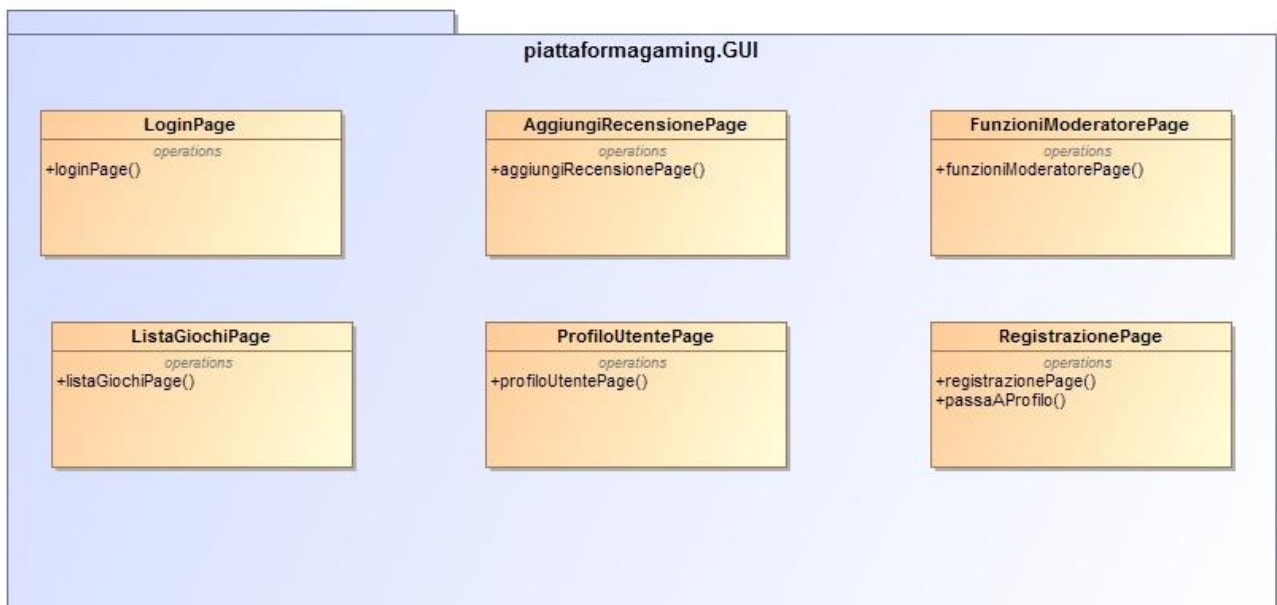 piattaformagaming.GUI
LoginPage
operations
+loginPage()
AggiungiRecensionePage
operations
+aggiungiRecensionePage()
FunzioniModeratorePage
operations
+funzioniModeratorePage()
ListaGiochiPage
operations
+listaGiochiPage()
ProfiloUtentePage
operations
+profiloUtentePage()
RegistrazionePage
operations
+registrazionePage()
+passaAProfilo()